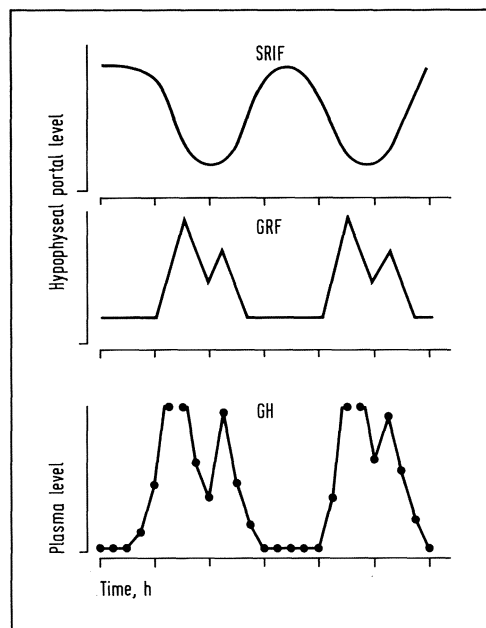 SRIF
Hypophyseal portal level
GRF
GH
Plasma level
Time, h